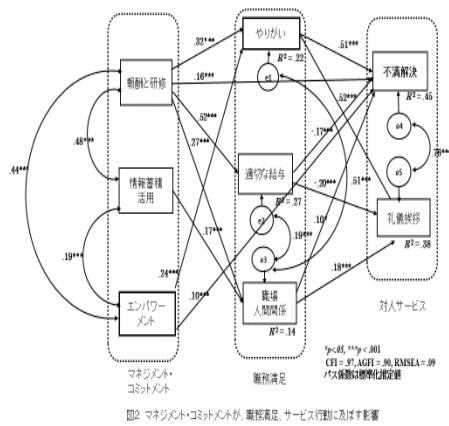 .32***
やりがい
R²=.22
.51***
e1
報酬と研修
.16***
.52***
.27***
不満解決
R²=.45
.52***
-.17***
e4
.44***
.48***
適切な給与
R²=.27
.76***
e5
情報蓄積
活用
.17***
e2
-.20***
.10*
.51***
礼儀挨拶
R²=.38
.19***
.19***
e3
.24***
.10***
.18***
エンパワー
メント
職場
人間関係
R²=.14
対人サービス
マネジメント・
コミットメント
職務満足
*p<.05, ***p < .001
CFI = .97, AGFI = .90, RMSEA = .09
パス係数は標準化推定値
図2 マネジメント・コミットメントが、職務満足、サービス行動に及ぼす影響